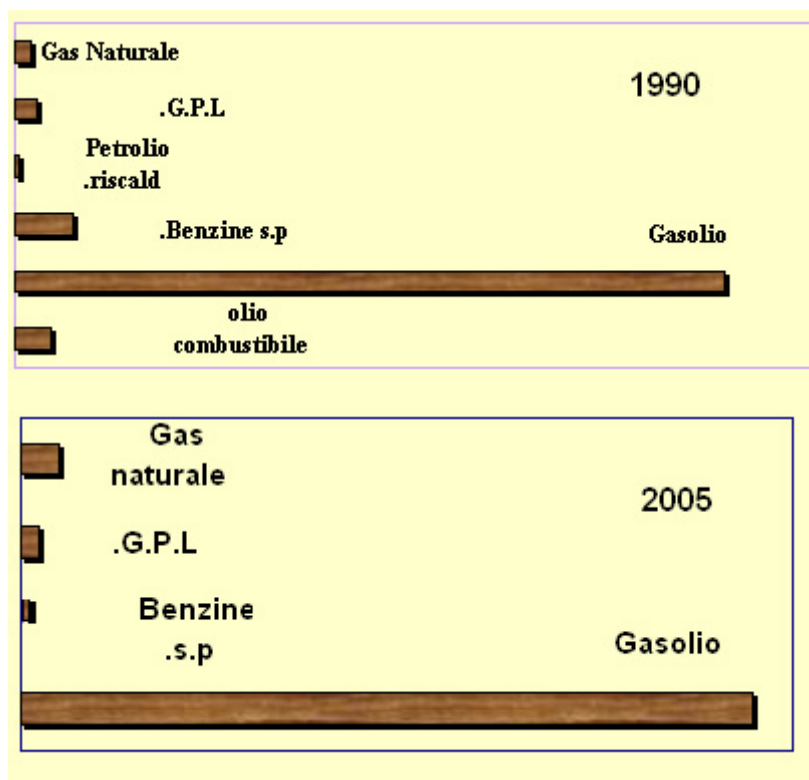 Gas Naturale
1990
.G.P.L
Petrolio
.riscald
.Benzine s.p
Gasolio
olio
combustibile
Gas
naturale
2005
.G.P.L
Benzine
.s.p
Gasolio